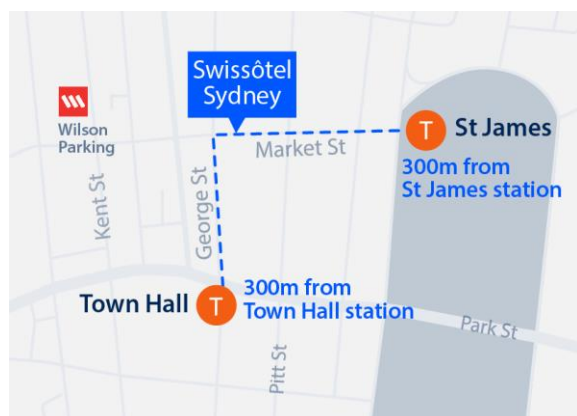 Swissôtel
Sydney
Wilson
Parking
T
St James
300m from
St James station
Market St
Kent St
George St
Town Hall
T
300m from
Town Hall station
Park St
Pitt St